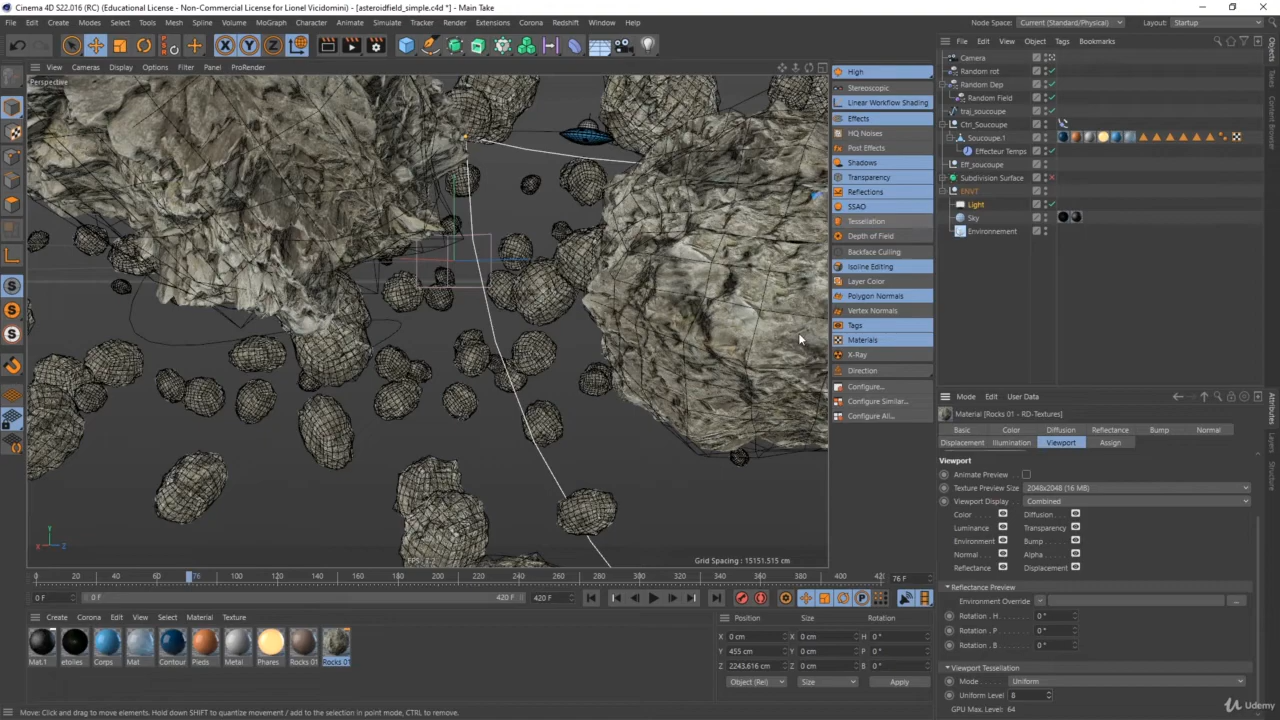 Cinema 4D S22.016 (RC) (Educational License - Non-Commercial License for Lionel Vicidomini) - [asteroidfield_simple.c4d *] - Main Take
File Edit Create Modes Select Tools Mesh Spline Volume MoGraph Character Animate Simulate Tracker Render Extensions Corona Redshift Window Help
Node Space: Current (Standard/Physical) Layout: Startup
X Y Z
View Cameras Display Options Filter Panel ProRender
File Edit View Object Tags Bookmarks
Perspective
High
Stereoscopic
Linear Workflow Shading
Effects
HQ Noises
Post Effects
Shadows
Transparency
Reflections
SSAO
Tessellation
Depth of Field
Backface Culling
Isoline Editing
Layer Color
Polygon Normals
Vertex Normals
Tags
Materials
X-Ray
Direction
Configure...
Configure Similar...
Configure All...
Camera
Random rot
Random Dep
Random Field
traj_soucoupe
Ctrl_Soucoupe
Soucoupe.1
Effecteur Temps
Eff_soucoupe
Subdivision Surface
ENVT
Light
Sky
Environnement
Objects
Takes
Content Browser
Mode Edit User Data
Material [Rocks 01 - RD-Textures]
Basic Color Diffusion Reflectance Bump Normal
Displacement Illumination Viewport Assign
Viewport
Animate Preview
Texture Preview Size 2048x2048 (16 MB)
Viewport Display Combined
Color Diffusion
Luminance Transparency
Environment Bump
Normal Alpha
Reflectance Displacement
Reflectance Preview
Environment Override
Rotation . H 0 °
Rotation . P 0 °
Rotation . B 0 °
Viewport Tessellation
Mode Uniform
Uniform Level 8
GPU Max. Level: 64
Attributes
Layers
Structure
Grid Spacing : 15151.515 cm
0 20 40 60 76 100 120 140 160 180 200 220 240 260 280 300 320 340 360 380 400 42 76 F
0 F 0 F 420 F 420 F
Create Corona Edit View Select Material Texture
Mat.1 etoiles Corps Mat Contour Pieds Metal Phares Rocks 01 Rocks 01
Position Size Rotation
X 0 cm X 0 cm H 0 °
Y 455 cm Y 0 cm P 0 °
Z 2243.616 cm Z 0 cm B 0 °
Object (Rel) Size Apply
Move: Click and drag to move elements. Hold down SHIFT to quantize movement / add to the selection in point mode, CTRL to remove.
Udemy